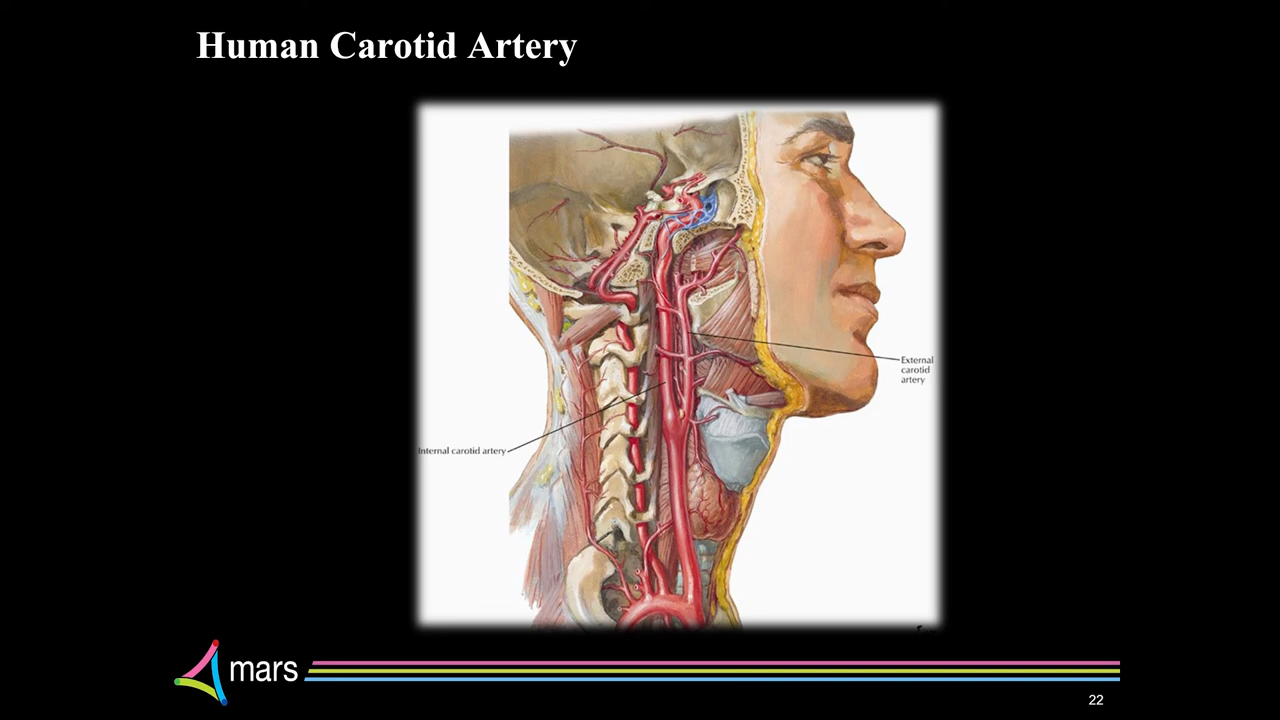 Human Carotid Artery
External
carotid
artery
Internal carotid artery
mars
22